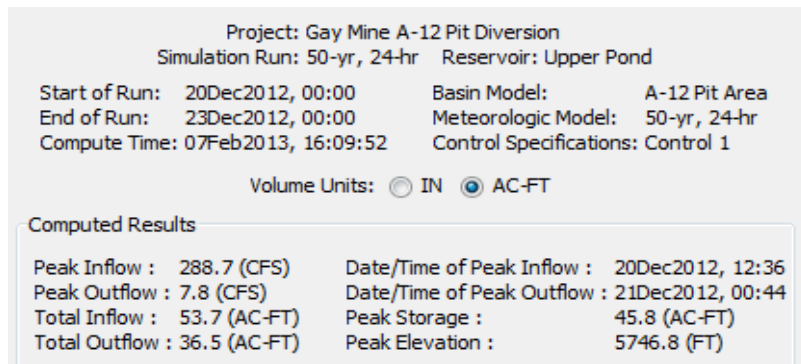 Project: Gay Mine A-12 Pit Diversion
Simulation Run: 50-yr, 24-hr Reservoir: Upper Pond
Start of Run: 20Dec2012, 00:00 Basin Model: A-12 Pit Area
End of Run: 23Dec2012, 00:00 Meteorologic Model: 50-yr, 24-hr
Compute Time: 07Feb2013, 16:09:52 Control Specifications: Control 1
Volume Units: IN AC-FT
Computed Results
Peak Inflow : 288.7 (CFS) Date/Time of Peak Inflow : 20Dec2012, 12:36
Peak Outflow : 7.8 (CFS) Date/Time of Peak Outflow : 21Dec2012, 00:44
Total Inflow : 53.7 (AC-FT) Peak Storage : 45.8 (AC-FT)
Total Outflow : 36.5 (AC-FT) Peak Elevation : 5746.8 (FT)